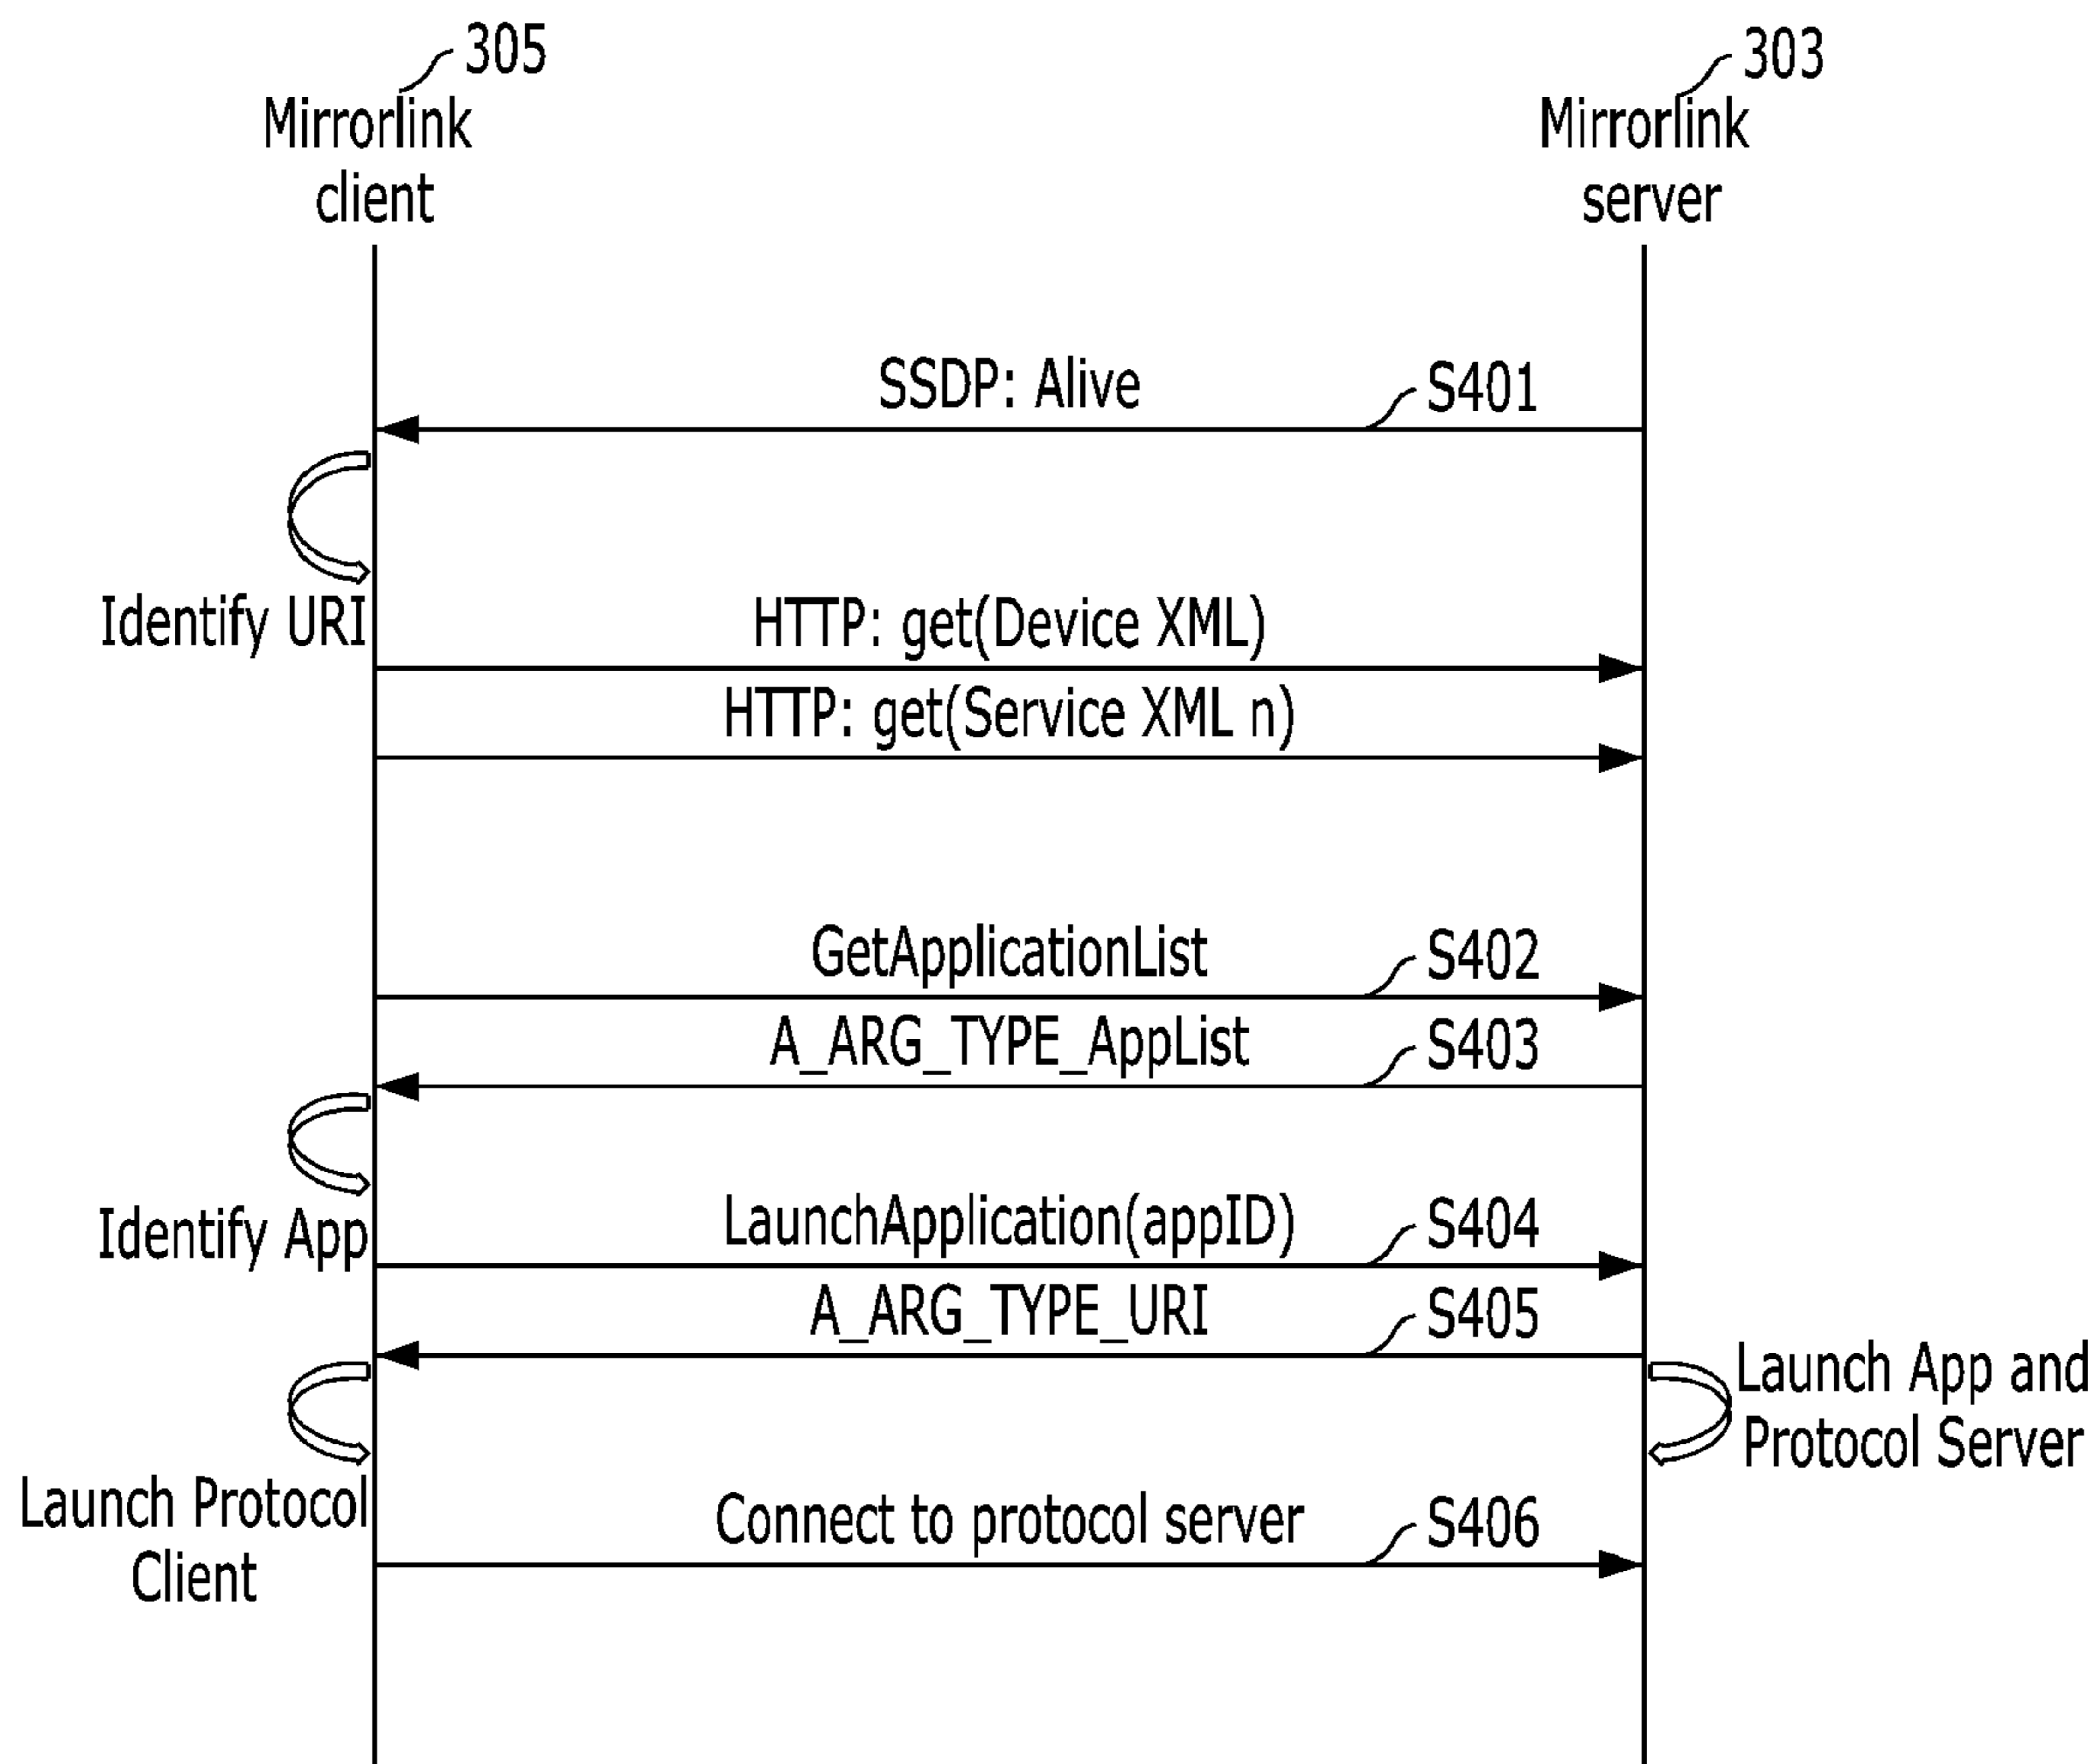 305
303
Mirrorlink
client
Mirrorlink
server
SSDP: Alive
S401
Identify URI
HTTP: get(Device XML)
HTTP: get(Service XML n)
GetApplicationList
S402
A_ARG_TYPE_AppList
S403
Identify App
LaunchApplication(appID)
S404
A_ARG_TYPE_URI
S405
Launch App and
Protocol Server
Launch Protocol
Client
Connect to protocol server
S406